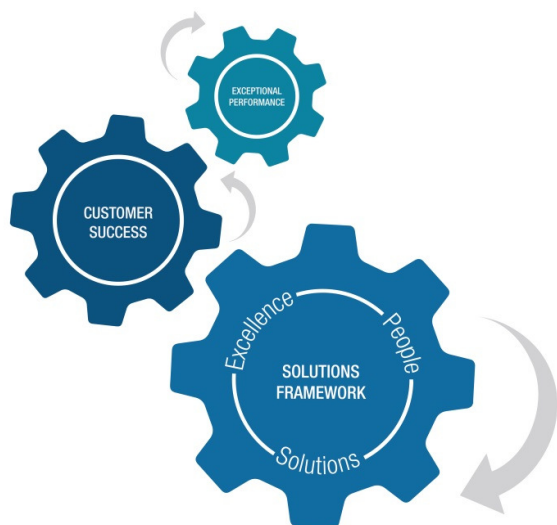 EXCEPTIONAL
PERFORMANCE
CUSTOMER
SUCCESS
Excellence
People
SOLUTIONS
FRAMEWORK
Solutions